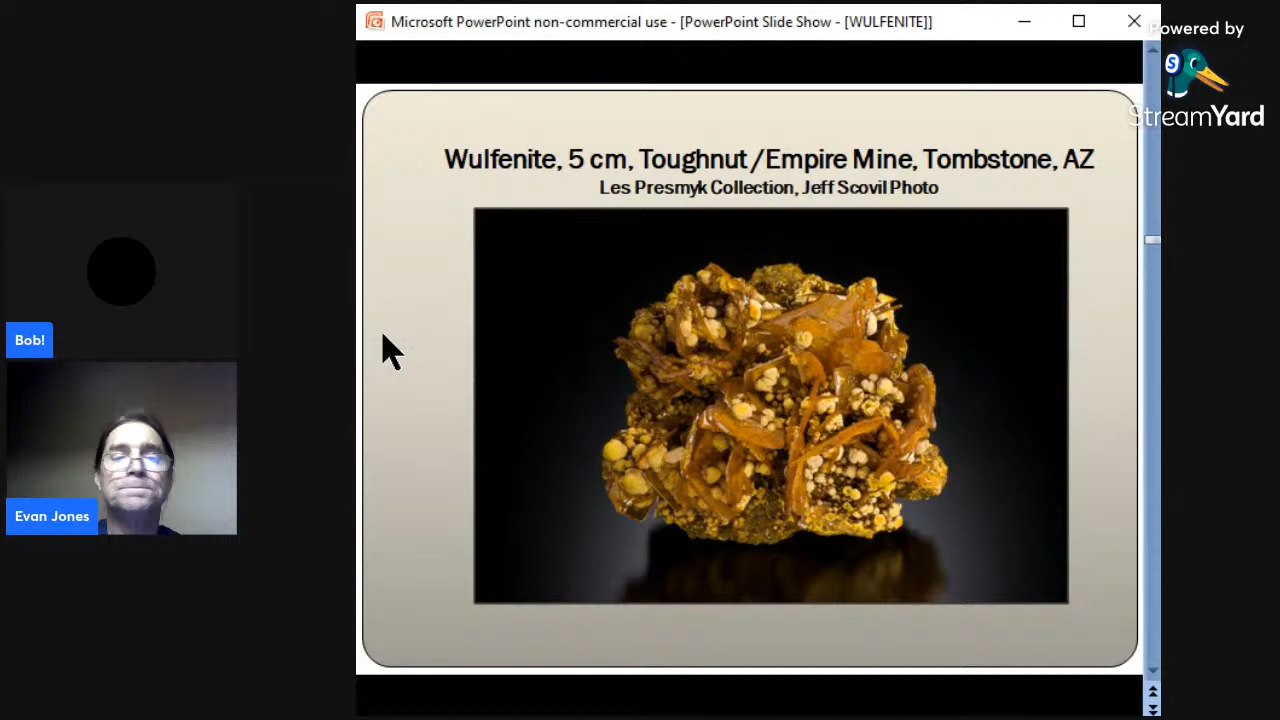 Microsoft PowerPoint non-commercial use - [PowerPoint Slide Show - [WULFENITE]]
Powered by
S
StreamYard
Wulfenite, 5 cm, Toughnut/Empire Mine, Tombstone, AZ
Les Presmyk Collection, Jeff Scovil Photo
Bob!
Evan Jones